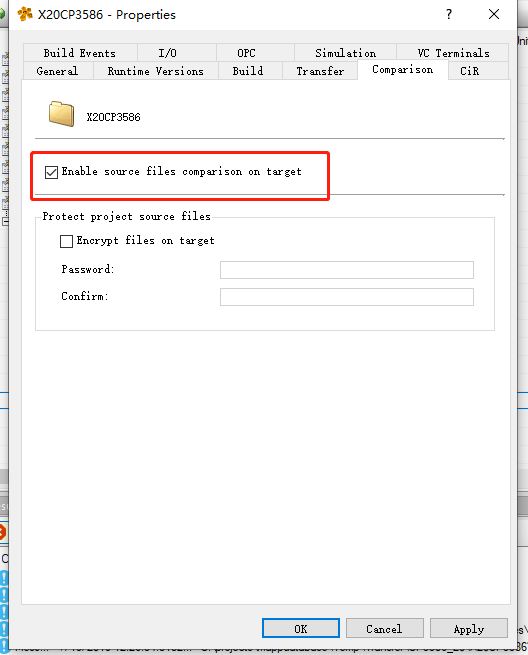 X20CP3586 - Properties
?
Build Events
I/O
OPC
Simulation
VC Terminals
General
Runtime Versions
Build
Transfer
Comparison
CiR
X20CP3586
Enable source files comparison on target
Protect project source files
Encrypt files on target
Password:
Confirm:
OK
Cancel
Apply